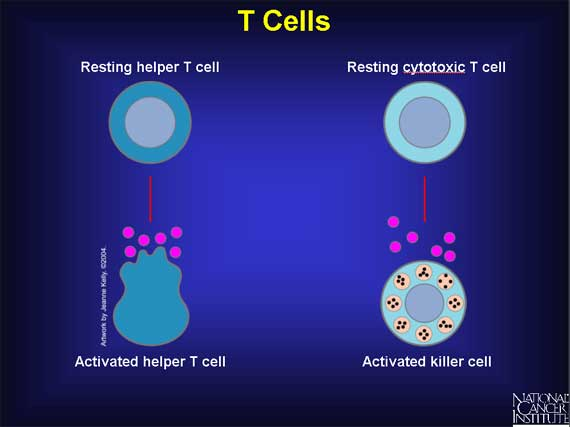 T Cells
Resting helper T cell
Resting cytotoxic T cell
Artwork by Jeanne Kelly. ©2004.
Activated helper T cell
Activated killer cell
NATIONAL
CANCER
INSTITUTE